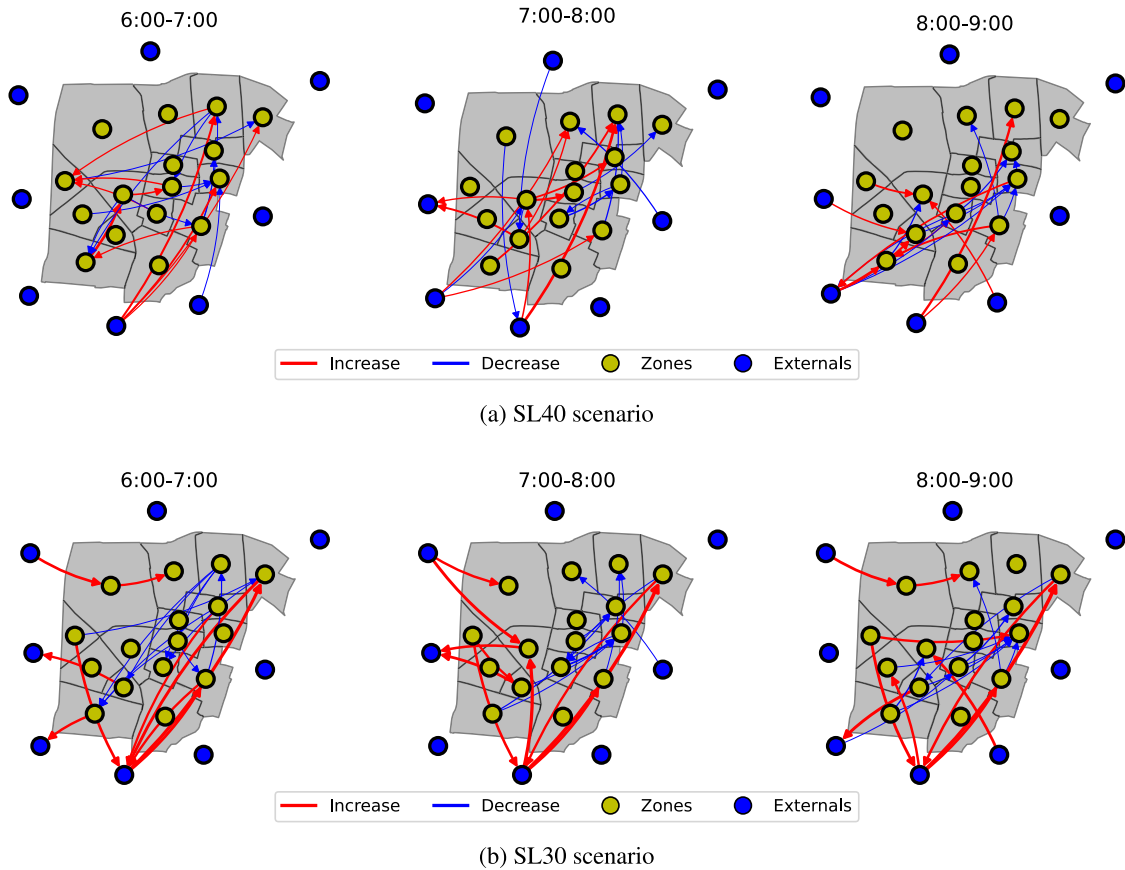 6:00-7:00
7:00-8:00
8:00-9:00
Increase Decrease Zones Externals
(a) SL40 scenario
6:00-7:00
7:00-8:00
8:00-9:00
Increase Decrease Zones Externals
(b) SL30 scenario